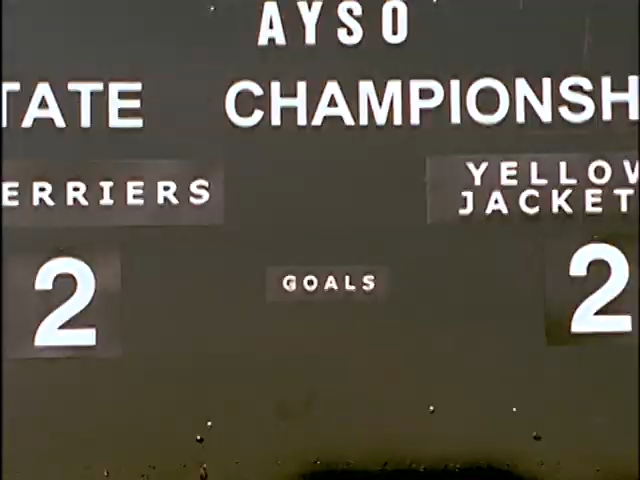 AYSO
TATE CHAMPIONSH
ERRIERS
YELLOW
JACKET
2 GOALS 2